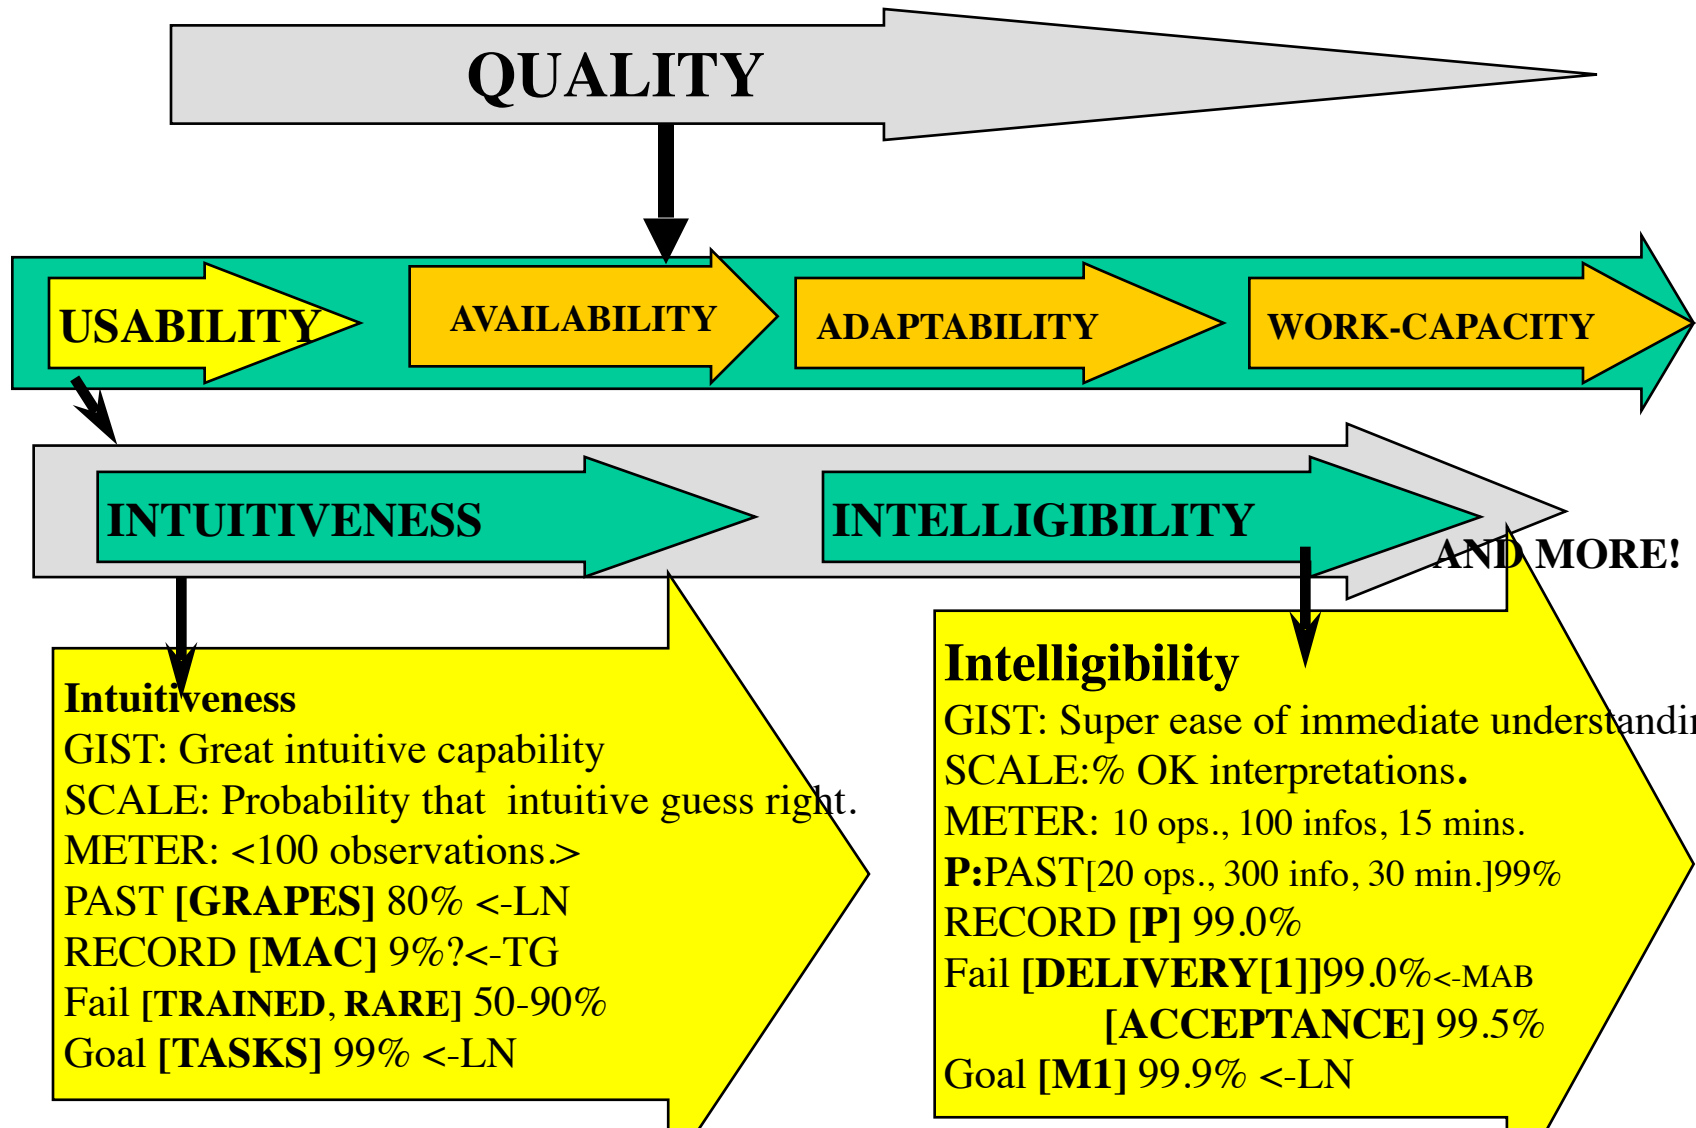 QUALITY
USABILITY
AVAILABILITY
ADAPTABILITY
WORK-CAPACITY
INTUITIVENESS
INTELLIGIBILITY
AND MORE!
Intuitiveness
GIST: Great intuitive capability
SCALE: Probability that intuitive guess right.
METER: <100 observations.>
PAST [GRAPES] 80% <-LN
RECORD [MAC] 9%?<-TG
Fail [TRAINED, RARE] 50-90%
Goal [TASKS] 99% <-LN
Intelligibility
GIST: Super ease of immediate understandin
SCALE:% OK interpretations.
METER: 10 ops., 100 infos, 15 mins.
P:PAST[20 ops., 300 info, 30 min.]99%
RECORD [P] 99.0%
Fail [DELIVERY[1]]99.0%<-MAB
[ACCEPTANCE] 99.5%
Goal [M1] 99.9% <-LN